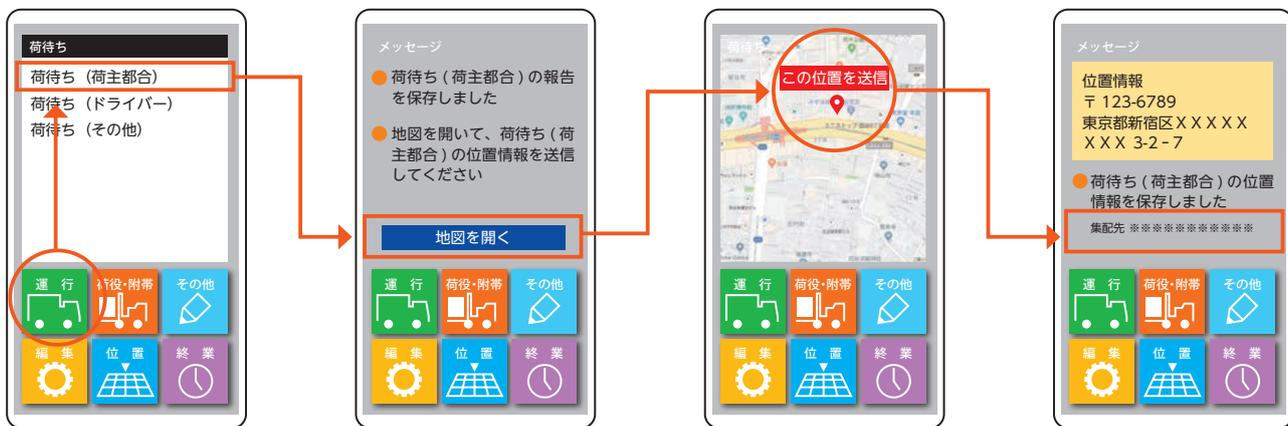 荷待ち
荷待ち（荷主都合）
荷待ち（ドライバー）
荷待ち（その他）
運 行
荷役・附帯
その他
編 集
位 置
終 業
メッセージ
荷待ち ( 荷主都合 ) の報告
を保存しました
地図を開いて、荷待ち ( 荷
主都合 ) の位置情報を送信
してください
地図を開く
運 行
荷役・附帯
その他
編 集
位 置
終 業
荷待ち
この位置を送信
運 行
荷役・附帯
その他
編 集
位 置
終 業
メッセージ
位置情報
〒 123-6789
東京都新宿区ＸＸＸＸＸ
ＸＸＸ 3-2 - 7
荷待ち ( 荷主都合 ) の位置
情報を保存しました
集配先 ※※※※※※※※※※※
運 行
荷役・附帯
その他
編 集
位 置
終 業